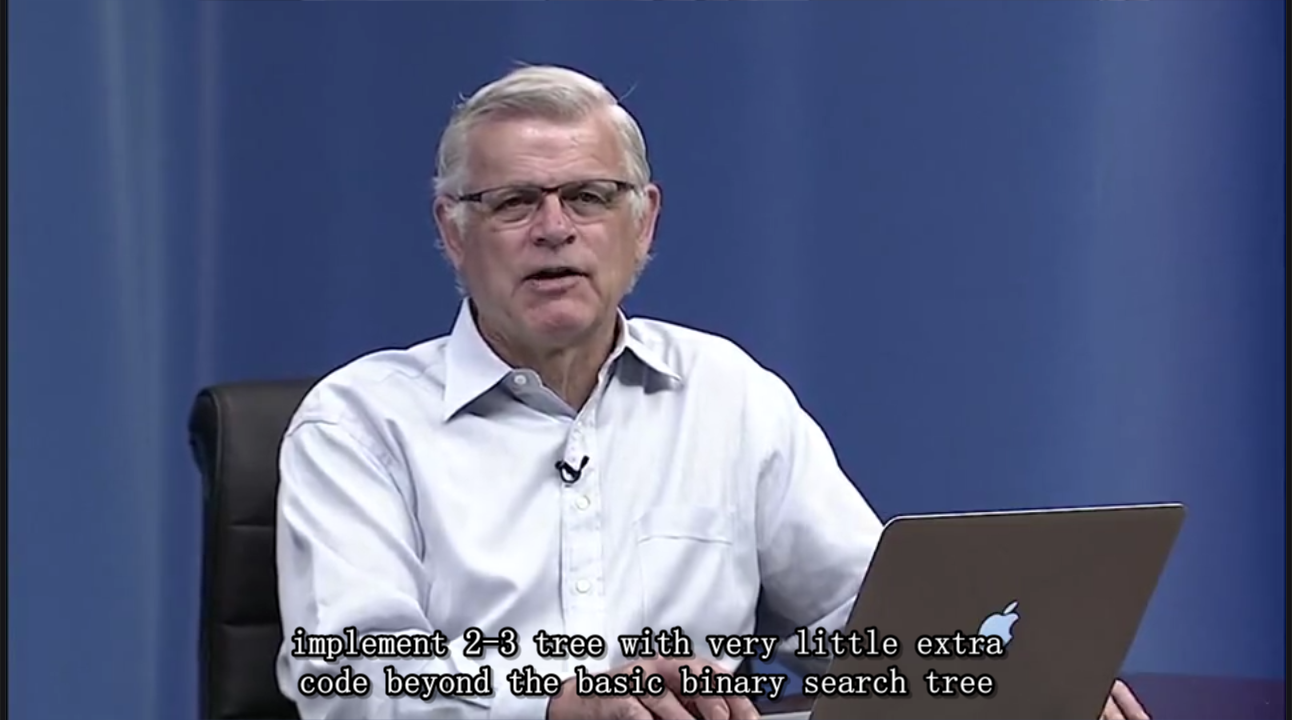 implement 2-3 tree with very little extra
code beyond the basic binary search tree